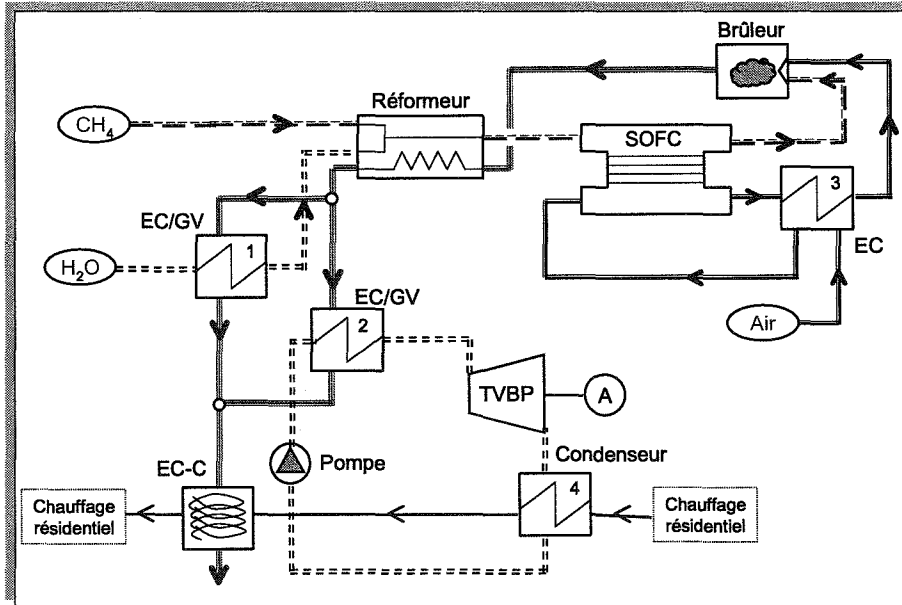 Brûleur
CH₄
Réformeur
SOFC
3
EC
EC/GV
1
H₂O
EC/GV
2
Air
TVBP
A
Pompe
Condenseur
EC-C
4
Chauffage
résidentiel
Chauffage
résidentiel